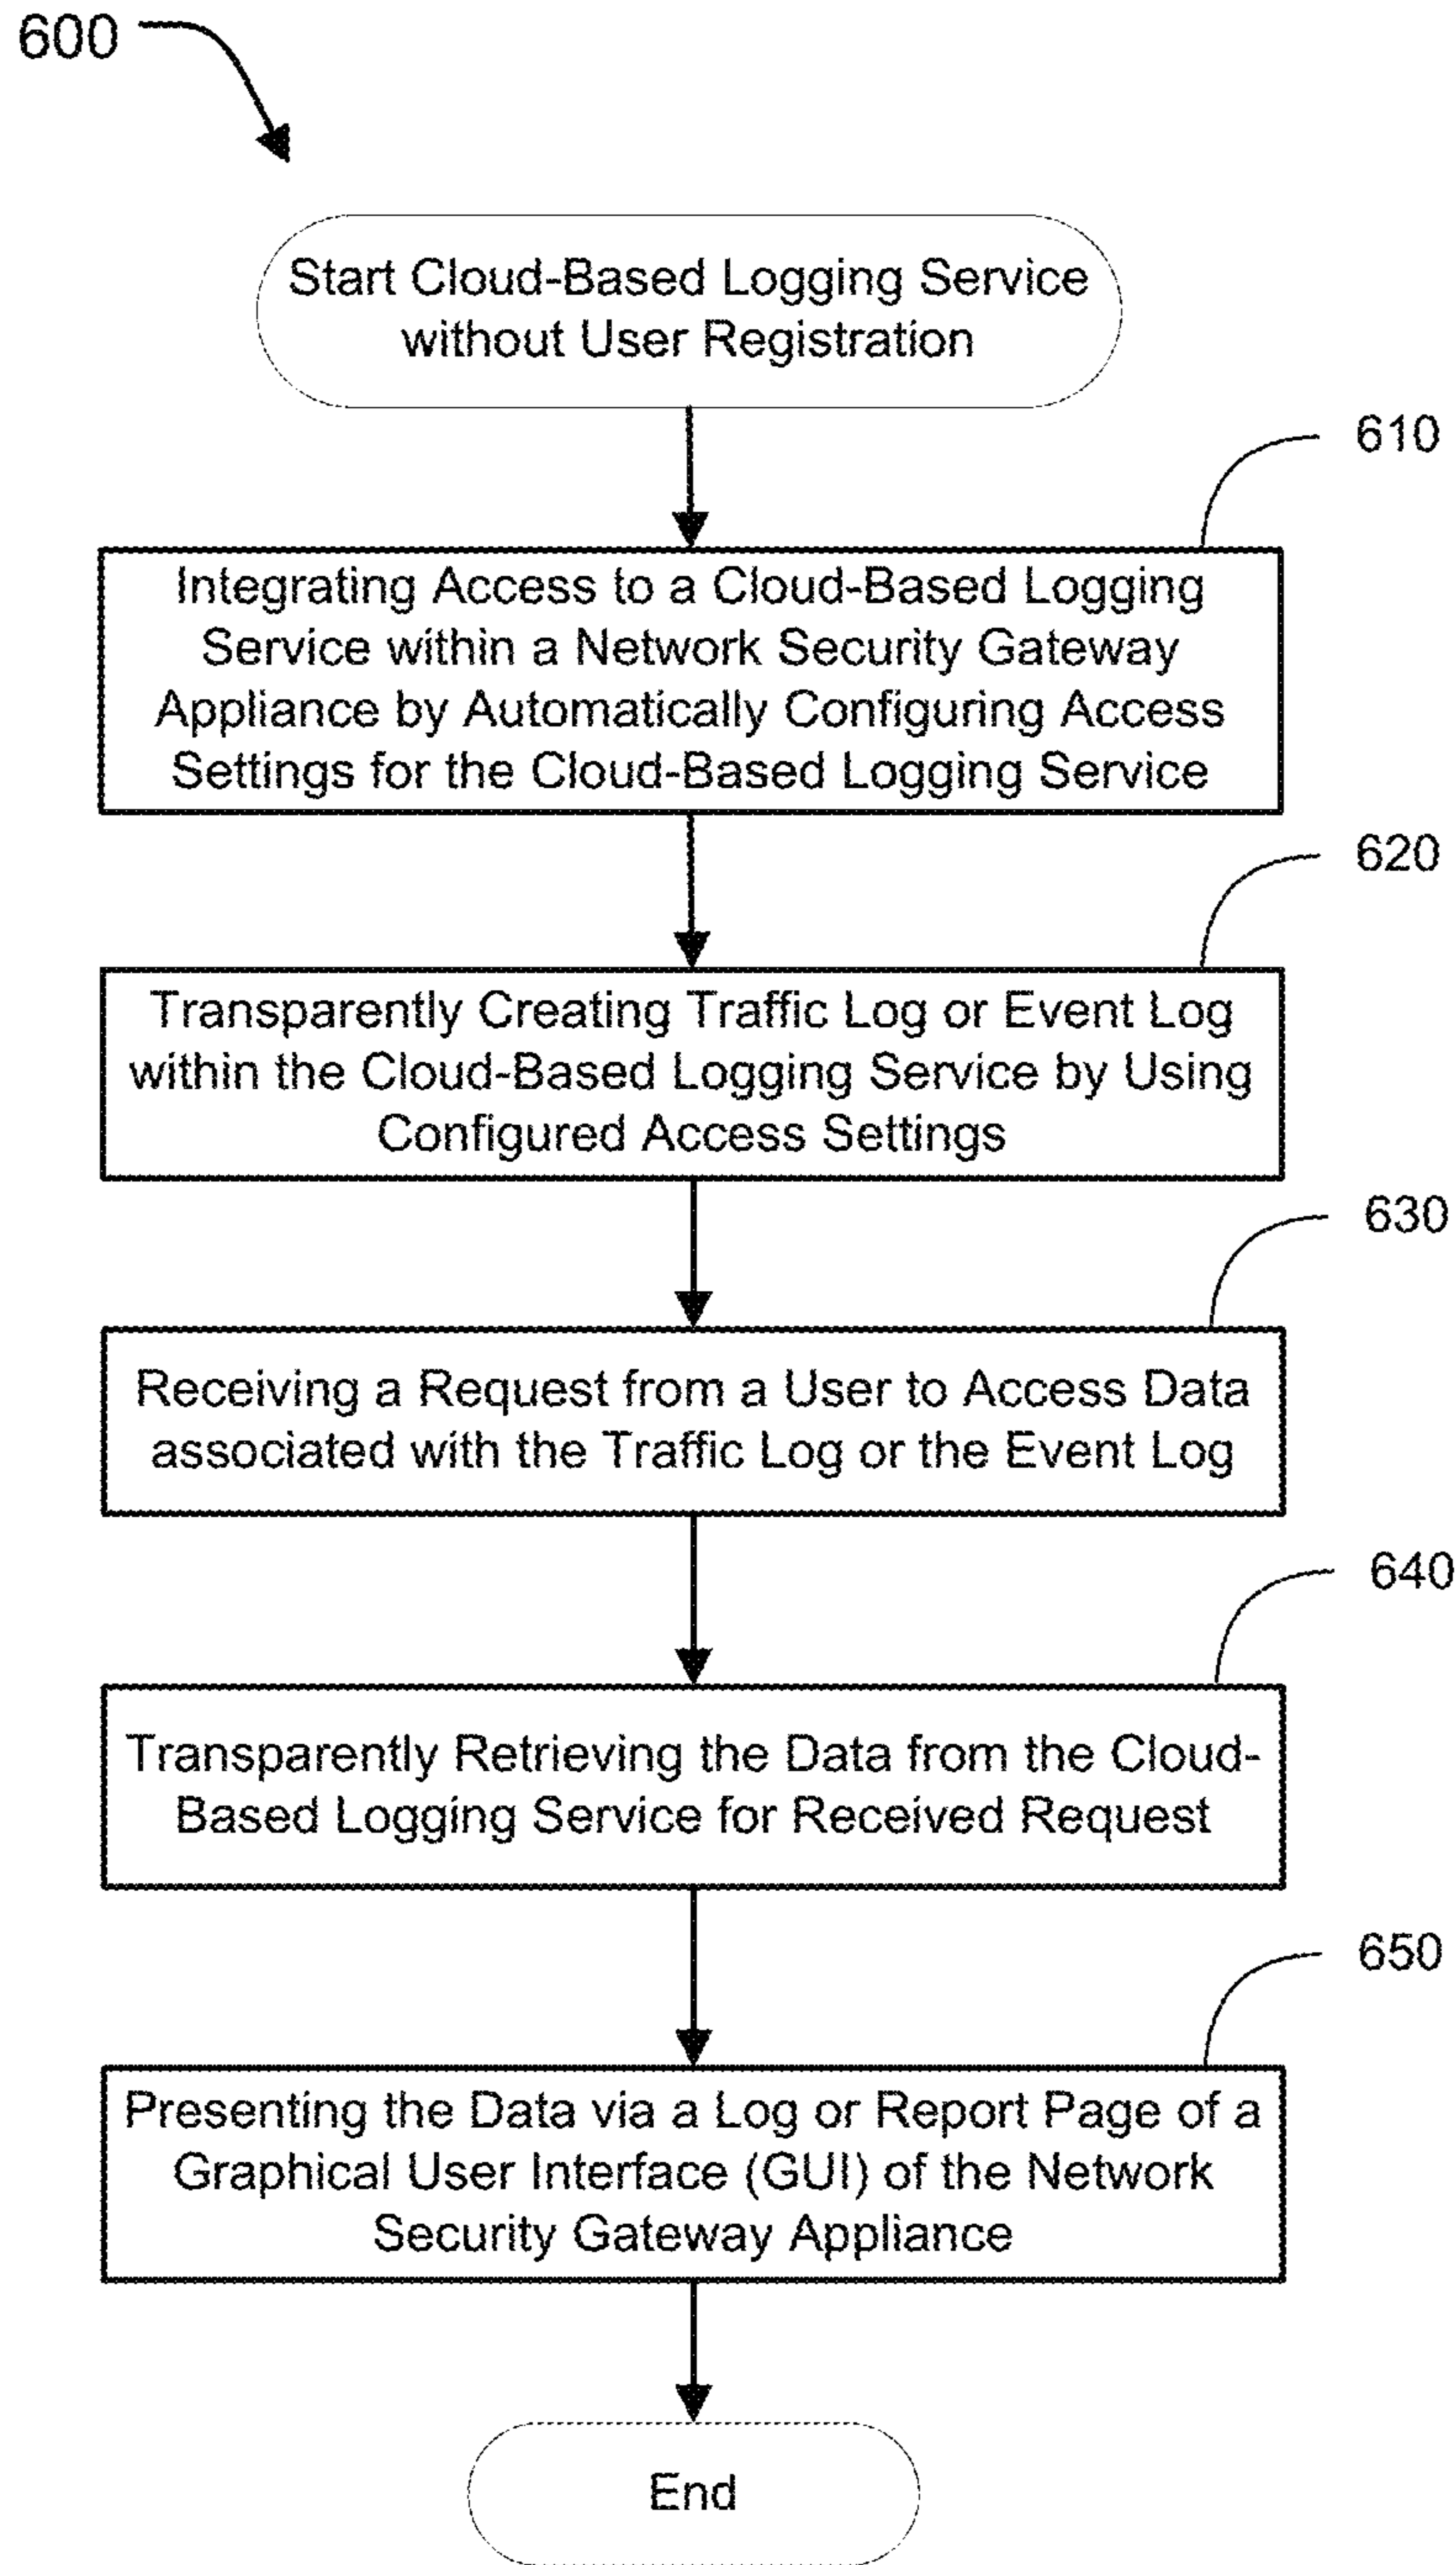 600
Start Cloud-Based Logging Service
without User Registration
610
Integrating Access to a Cloud-Based Logging
Service within a Network Security Gateway
Appliance by Automatically Configuring Access
Settings for the Cloud-Based Logging Service
620
Transparently Creating Traffic Log or Event Log
within the Cloud-Based Logging Service by Using
Configured Access Settings
630
Receiving a Request from a User to Access Data
associated with the Traffic Log or the Event Log
640
Transparently Retrieving the Data from the Cloud-
Based Logging Service for Received Request
650
Presenting the Data via a Log or Report Page of a
Graphical User Interface (GUI) of the Network
Security Gateway Appliance
End